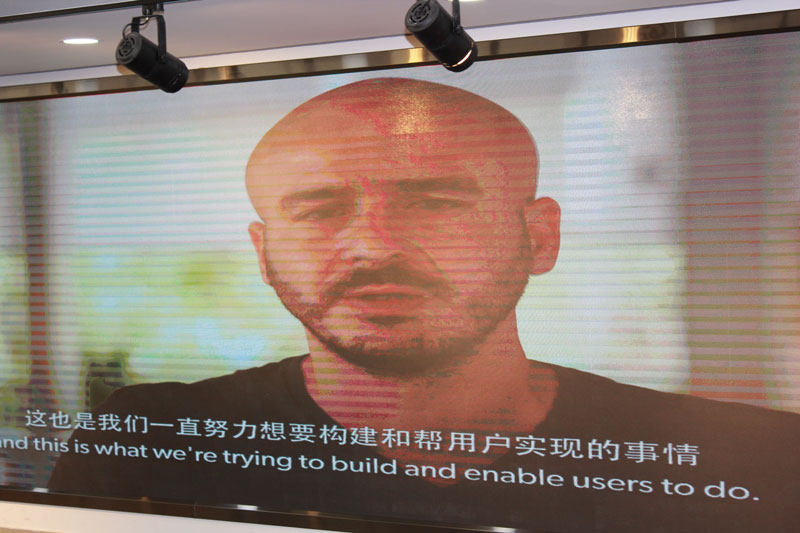 这也是我们一直努力想要构建和帮用户实现的事情
and this is what we're trying to build and enable users to do.